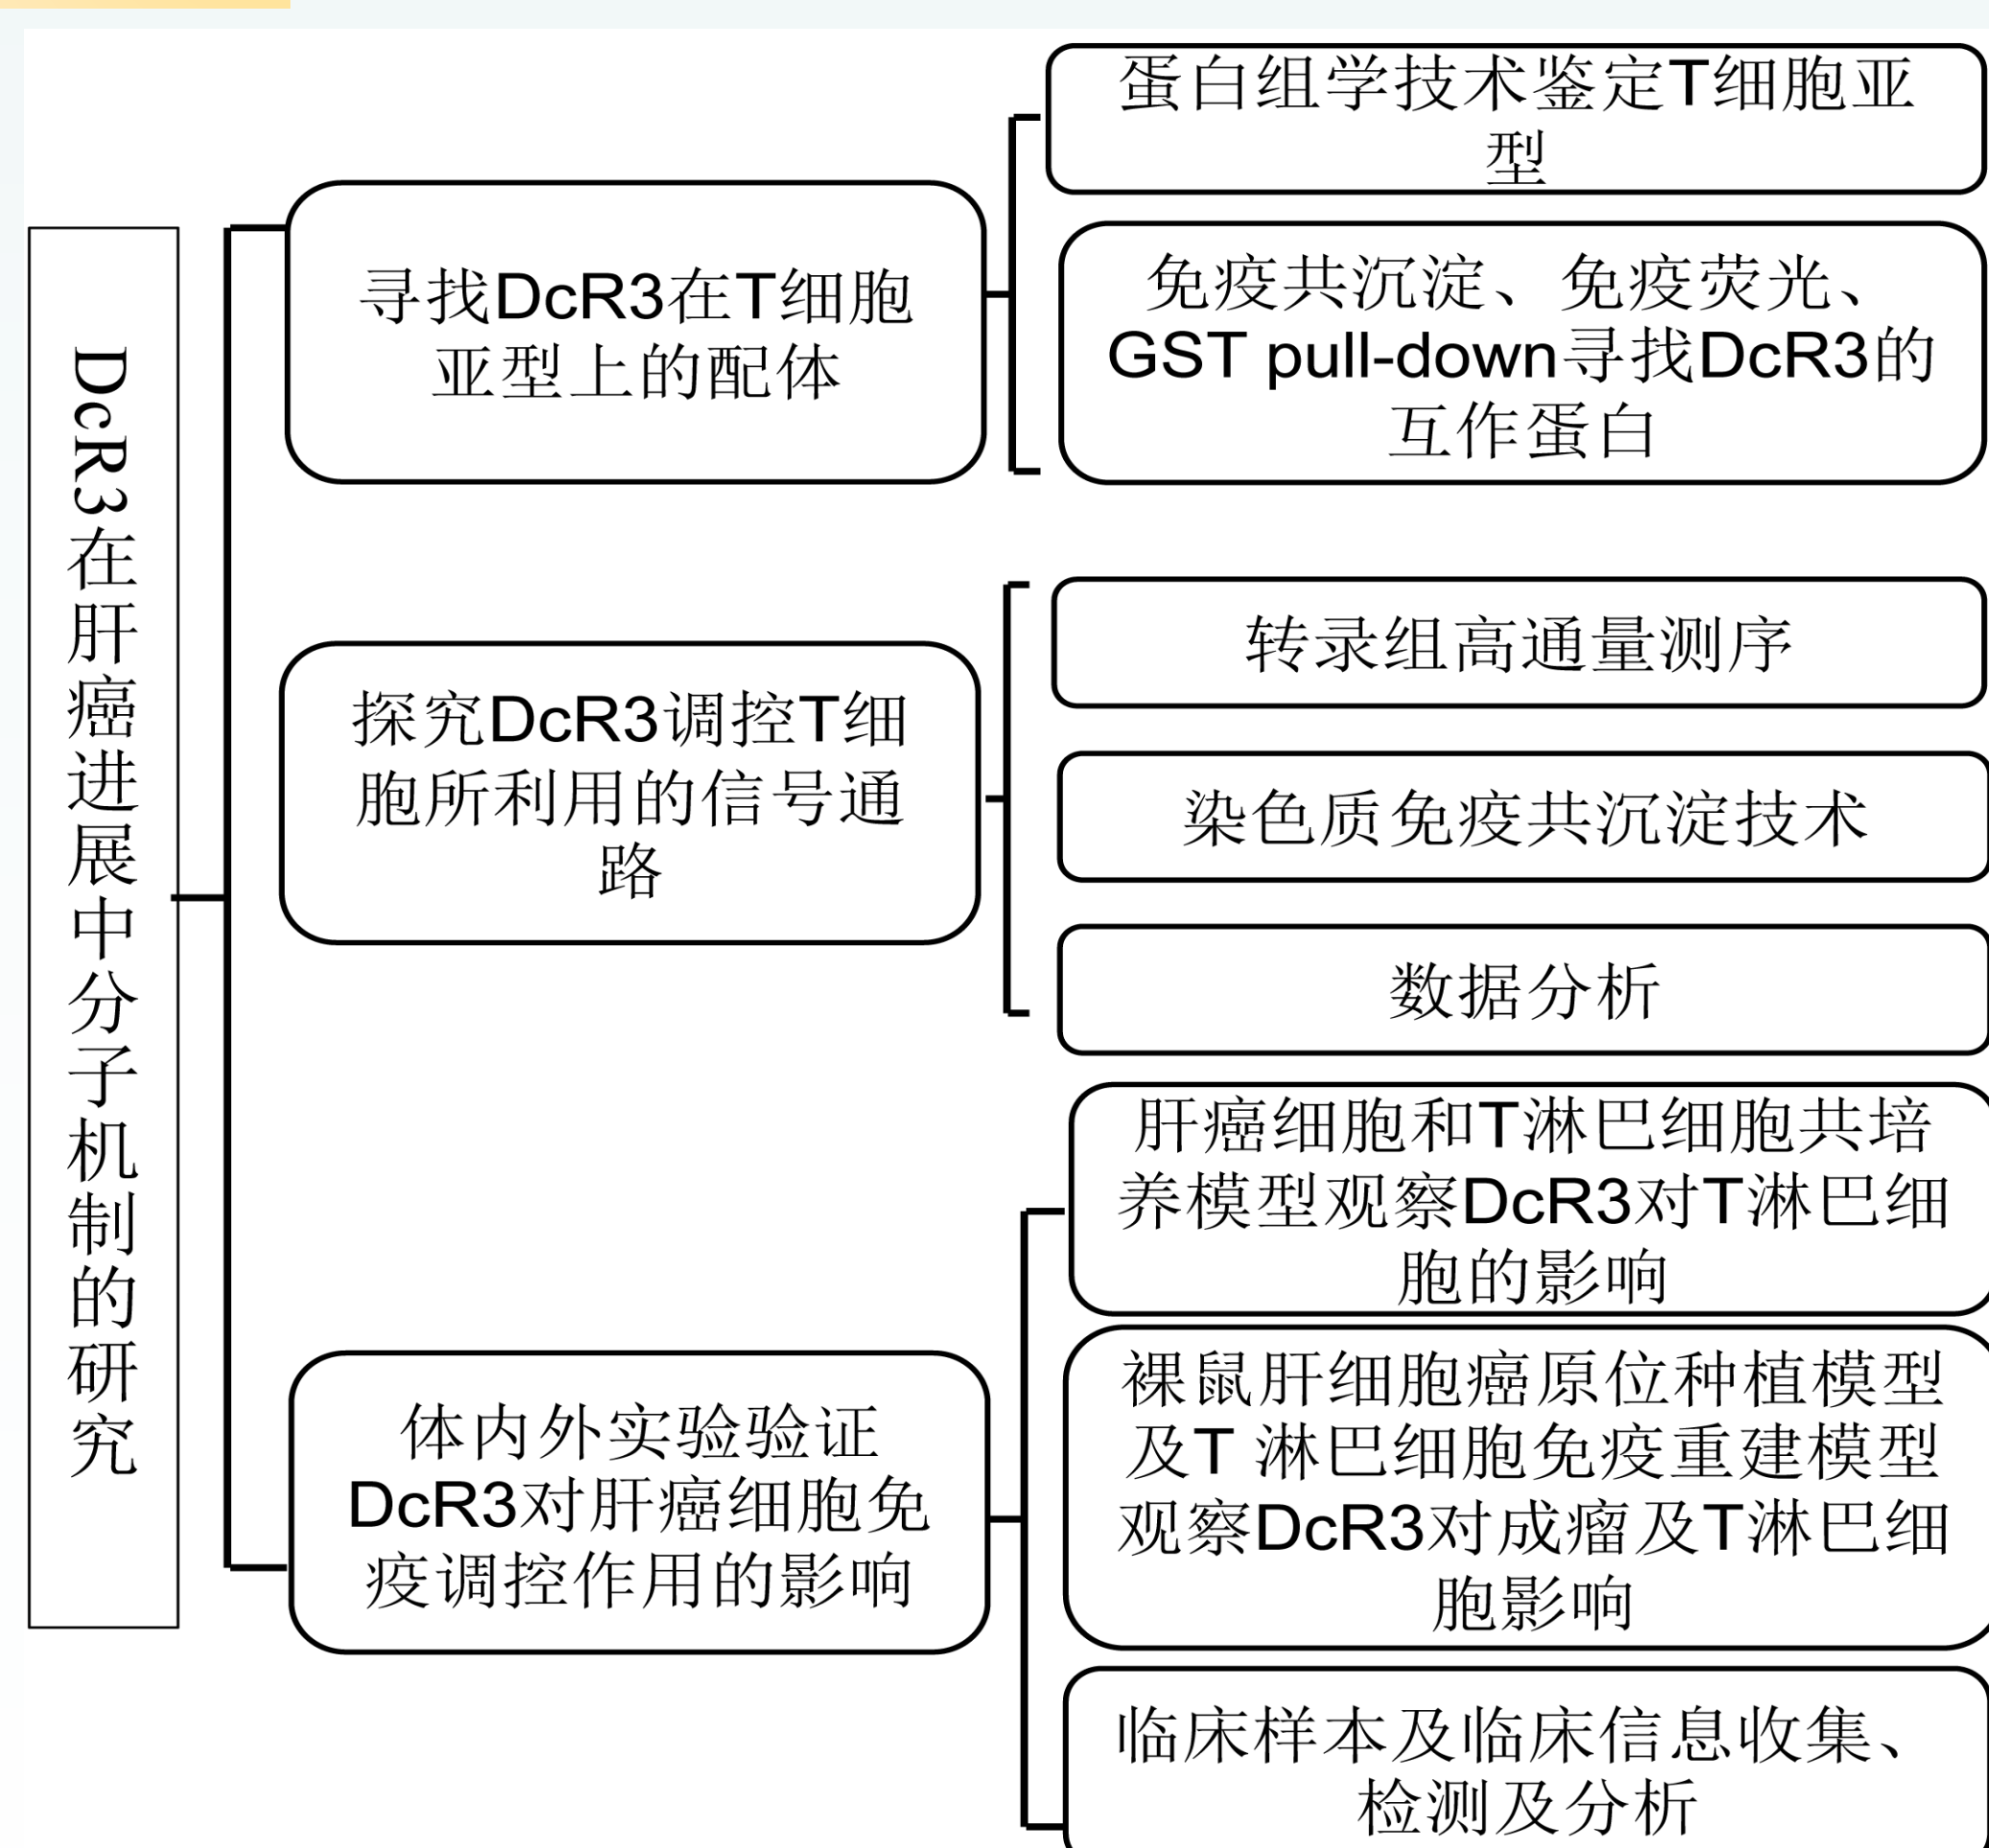 DcR3在肝癌进展中分子机制的研究
寻找DcR3在T细胞
亚型上的配体
蛋白组学技术鉴定T细胞亚
型
免疫共沉淀、免疫荧光、
GST pull-down寻找DcR3的
互作蛋白
探究DcR3调控T细
胞所利用的信号通
路
转录组高通量测序
染色质免疫共沉淀技术
数据分析
体内外实验验证
DcR3对肝癌细胞免
疫调控作用的影响
肝癌细胞和T淋巴细胞共培
养模型观察DcR3对T淋巴细
胞的影响
裸鼠肝细胞癌原位种植模型
及T 淋巴细胞免疫重建模型
观察DcR3对成瘤及T淋巴细
胞影响
临床样本及临床信息收集、
检测及分析